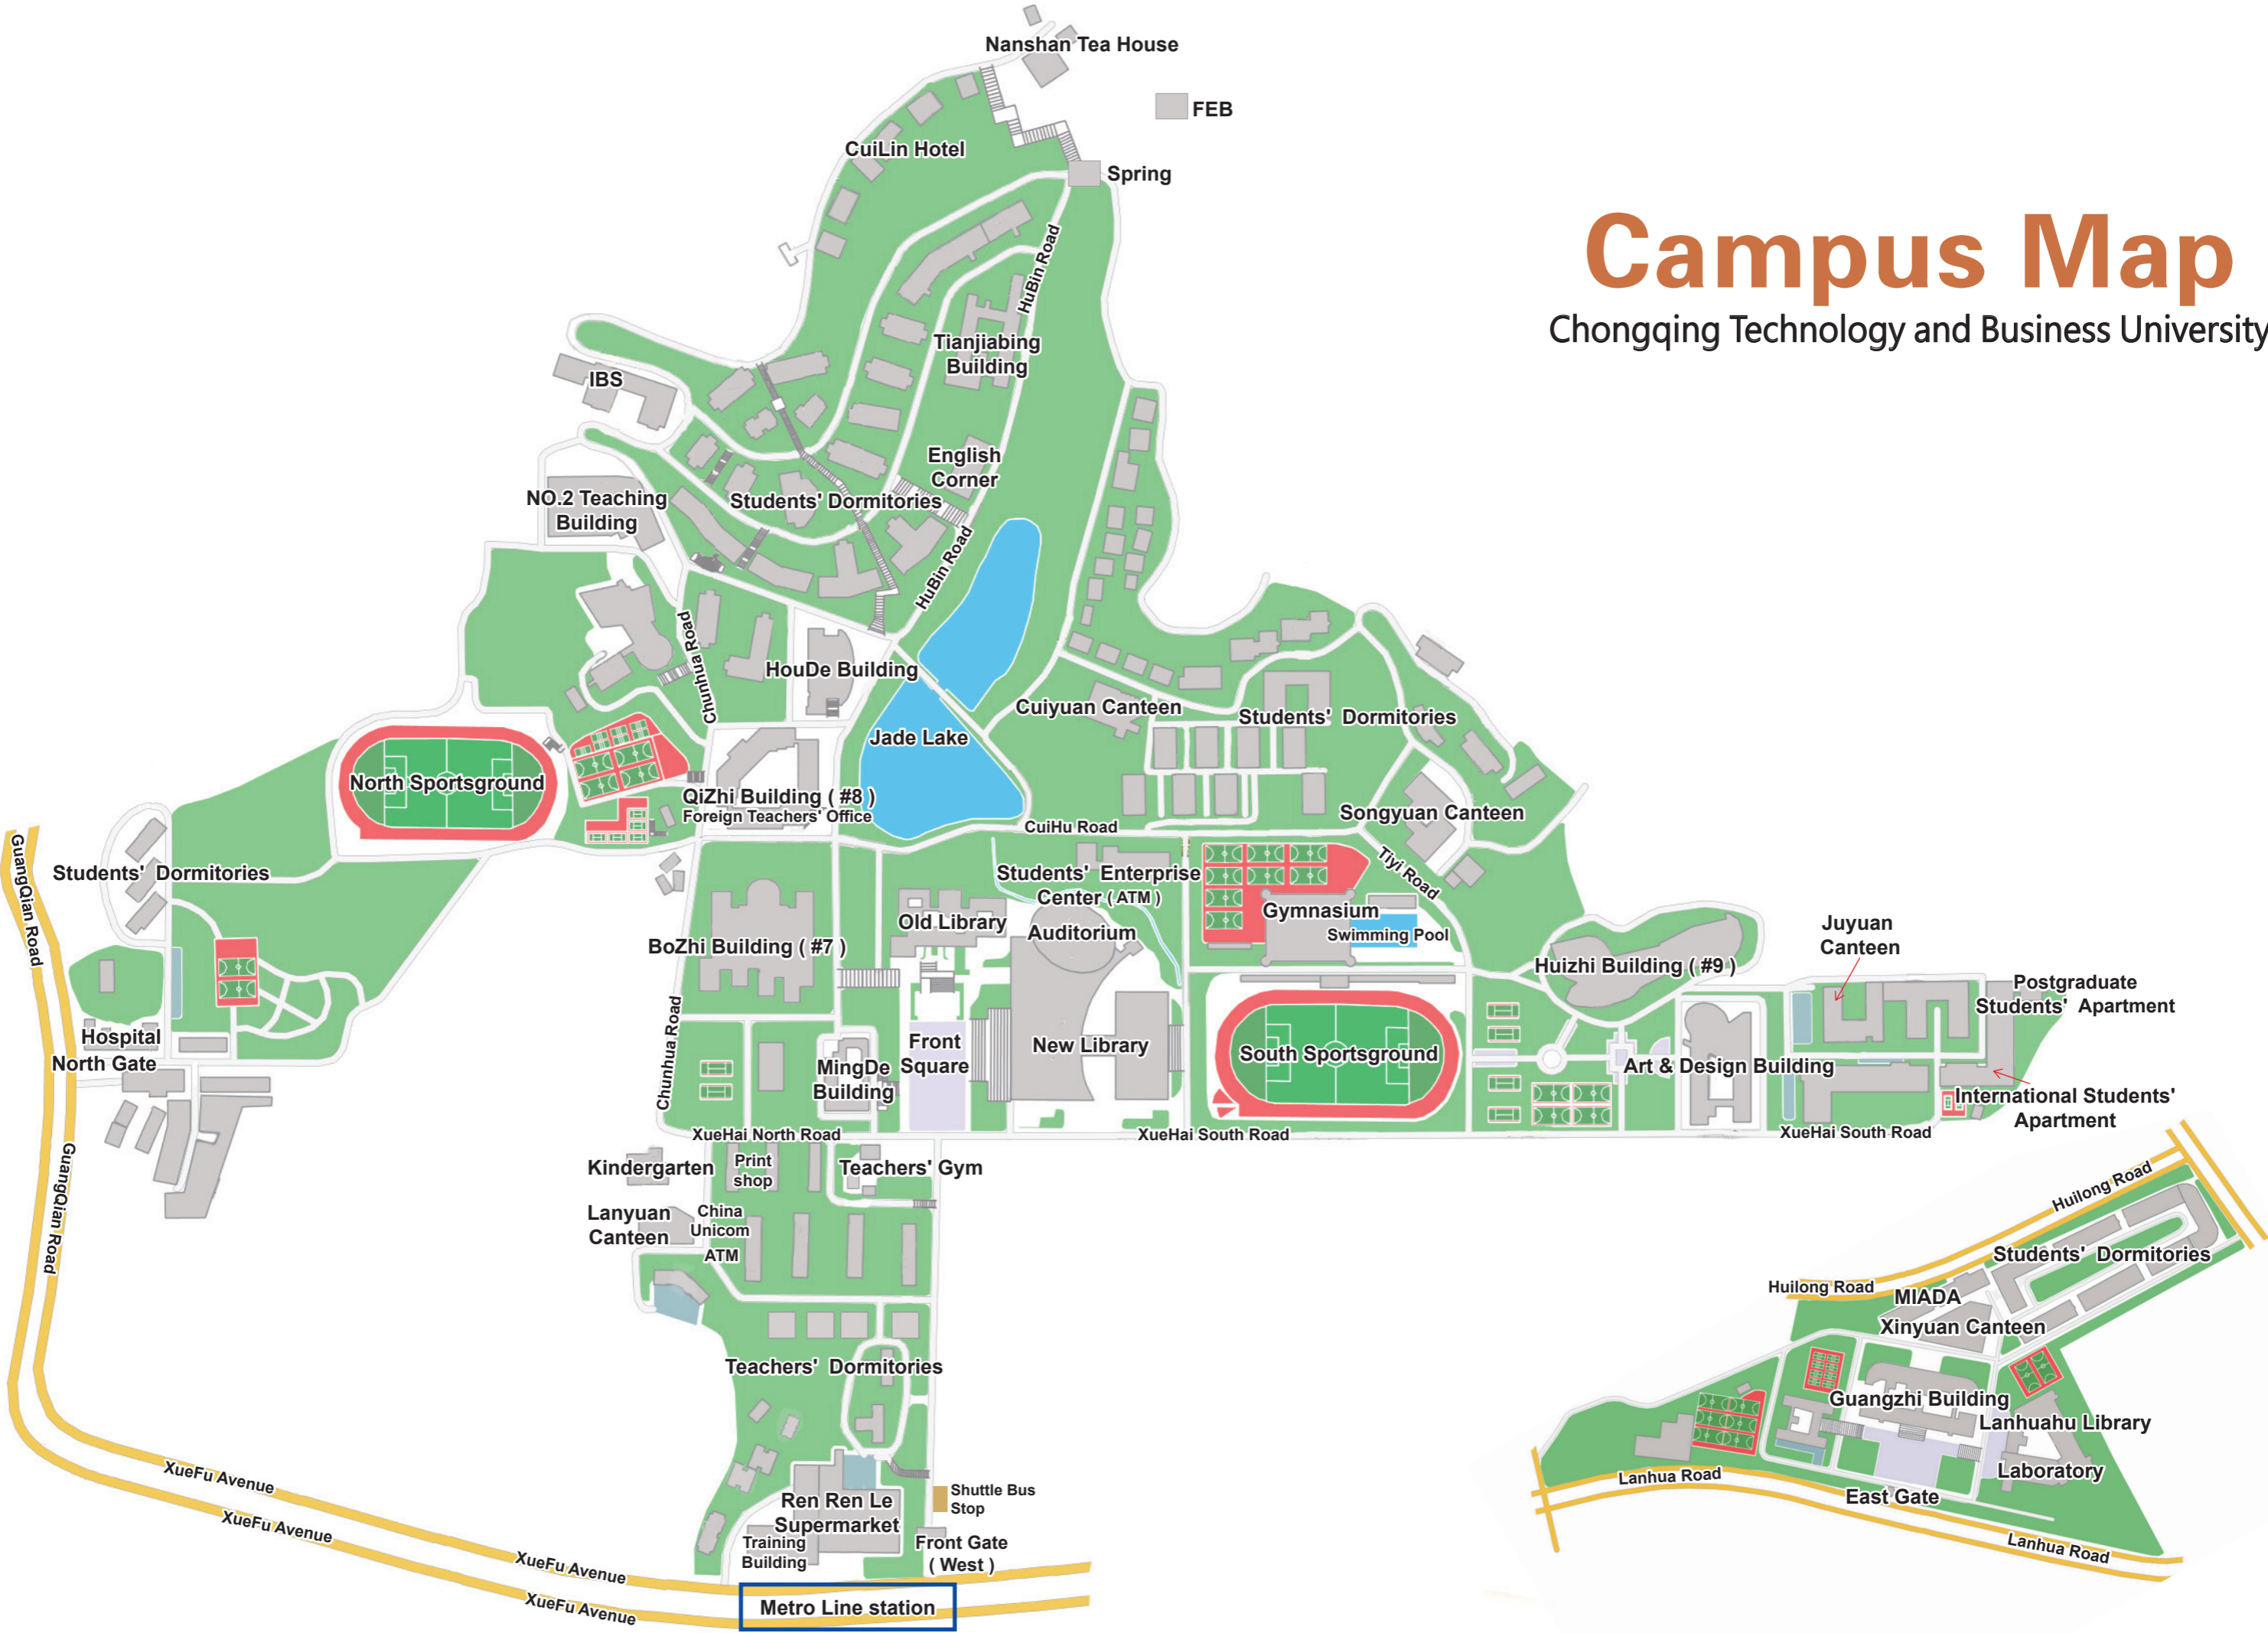 Nanshan Tea House
FEB
CuiLin Hotel
Spring
Campus Map
Chongqing Technology and Business University
HuBin Road
Tianjiabing
Building
IBS
English
Corner
NO.2 Teaching
Building
Students' Dormitories
HuBin Road
Chunhua Road
HouDe Building
Cuiyuan Canteen
Students' Dormitories
Jade Lake
North Sportsground
QiZhi Building ( #8 )
Foreign Teachers' Office
Songyuan Canteen
CuiHu Road
Tiyi Road
GuangQian Road
Students' Dormitories
Students' Enterprise
Center ( ATM )
Old Library
Auditorium
Gymnasium
Swimming Pool
BoZhi Building ( #7 )
Huizhi Building ( #9 )
Juyuan
Canteen
Postgraduate
Students' Apartment
Chunhua Road
Hospital
North Gate
MingDe
Building
Front
Square
New Library
South Sportsground
Art & Design Building
International Students'
Apartment
XueHai North Road
XueHai South Road
XueHai South Road
GuangQian Road
Kindergarten
Print
shop
Teachers' Gym
Lanyuan
Canteen
China
Unicom
ATM
Huilong Road
Students' Dormitories
Huilong Road
MIADA
Xinyuan Canteen
Teachers' Dormitories
Guangzhi Building
Lanhuahu Library
Laboratory
Lanhua Road
East Gate
Lanhua Road
XueFu Avenue
XueFu Avenue
Ren Ren Le
Supermarket
Shuttle Bus
Stop
Training
Building
Front Gate
( West )
XueFu Avenue
XueFu Avenue
Metro Line station